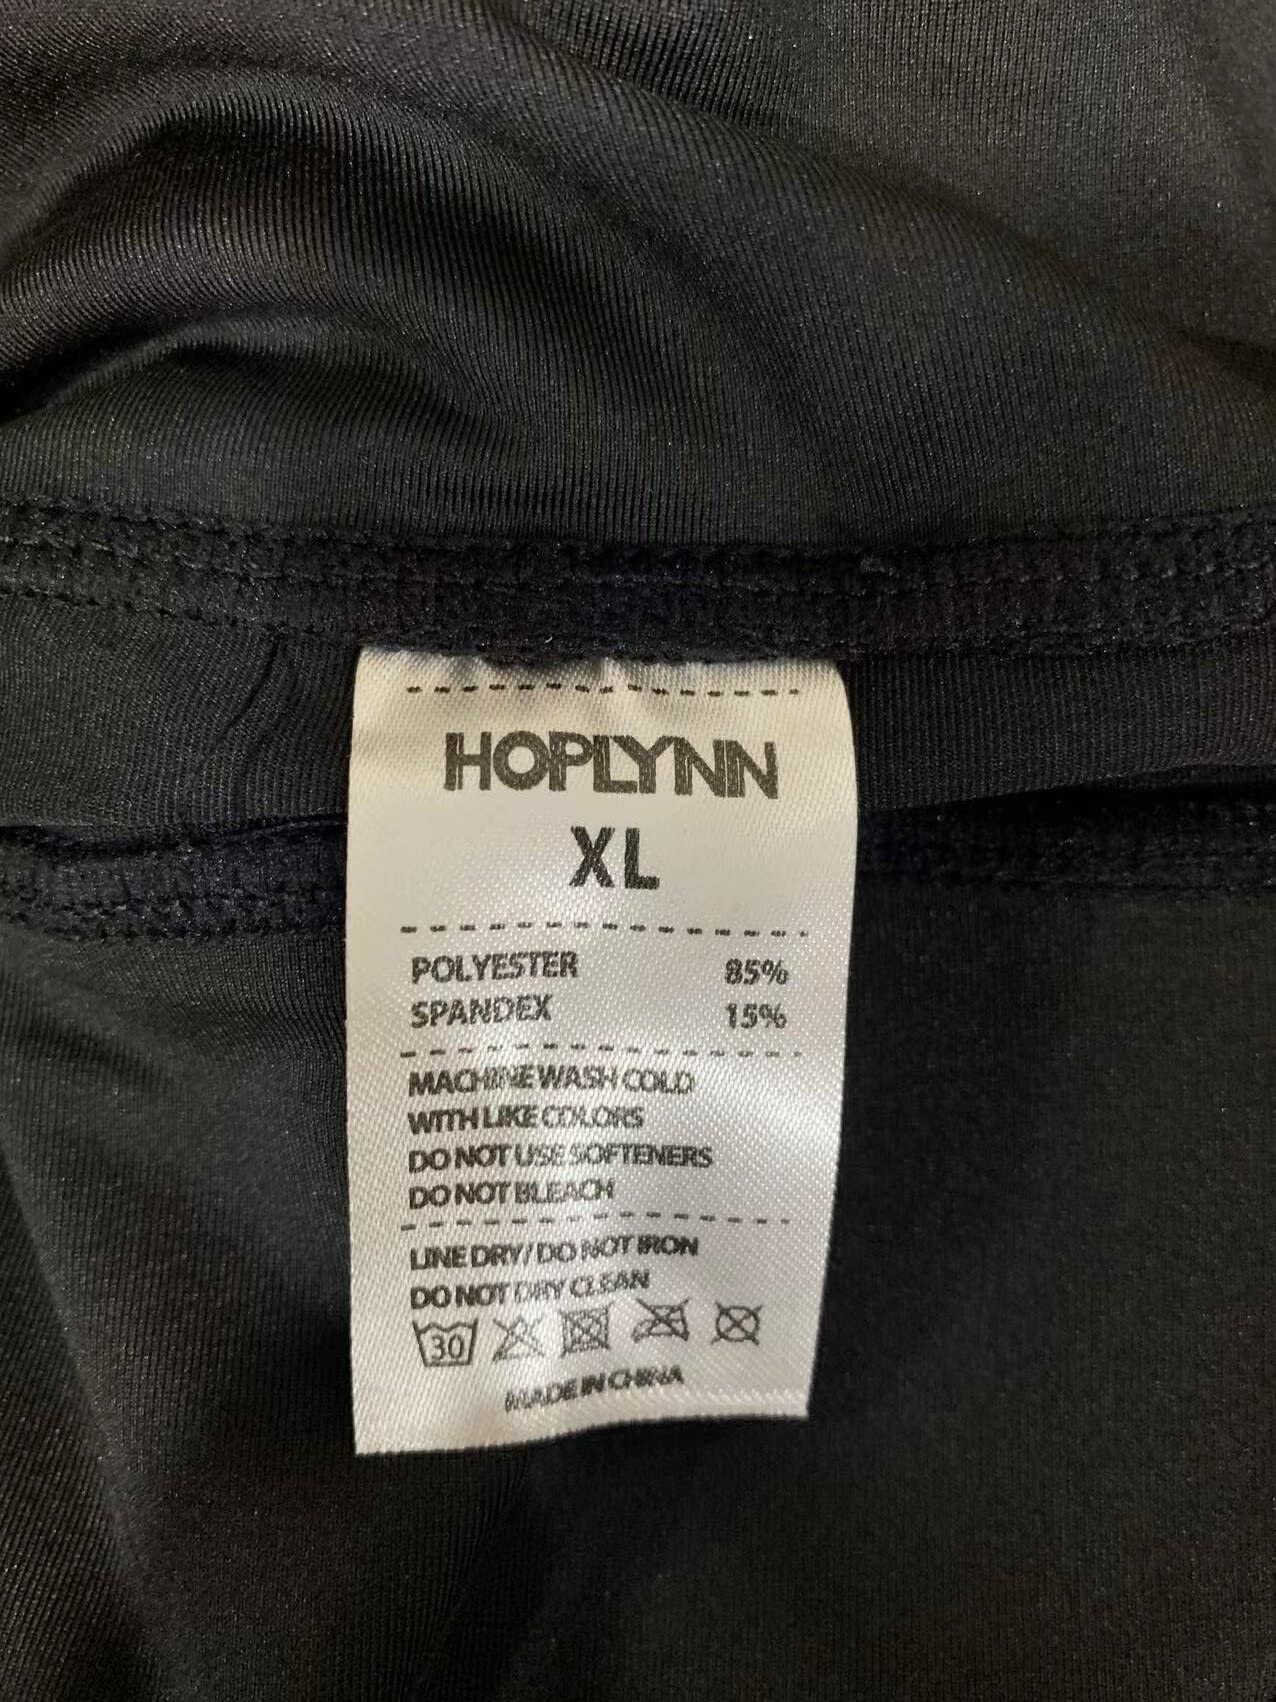 HOPLYNN
XL
POLYESTER 85%
SPANDEX 15%
MACHINE WASH COLD
WITH LIKE COLORS
DO NOT USE SOFTENERS
DO NOT BLEACH
LINE DRY/DO NOT IRON
DO NOT DRY CLEAN
30
MADE IN CHINA